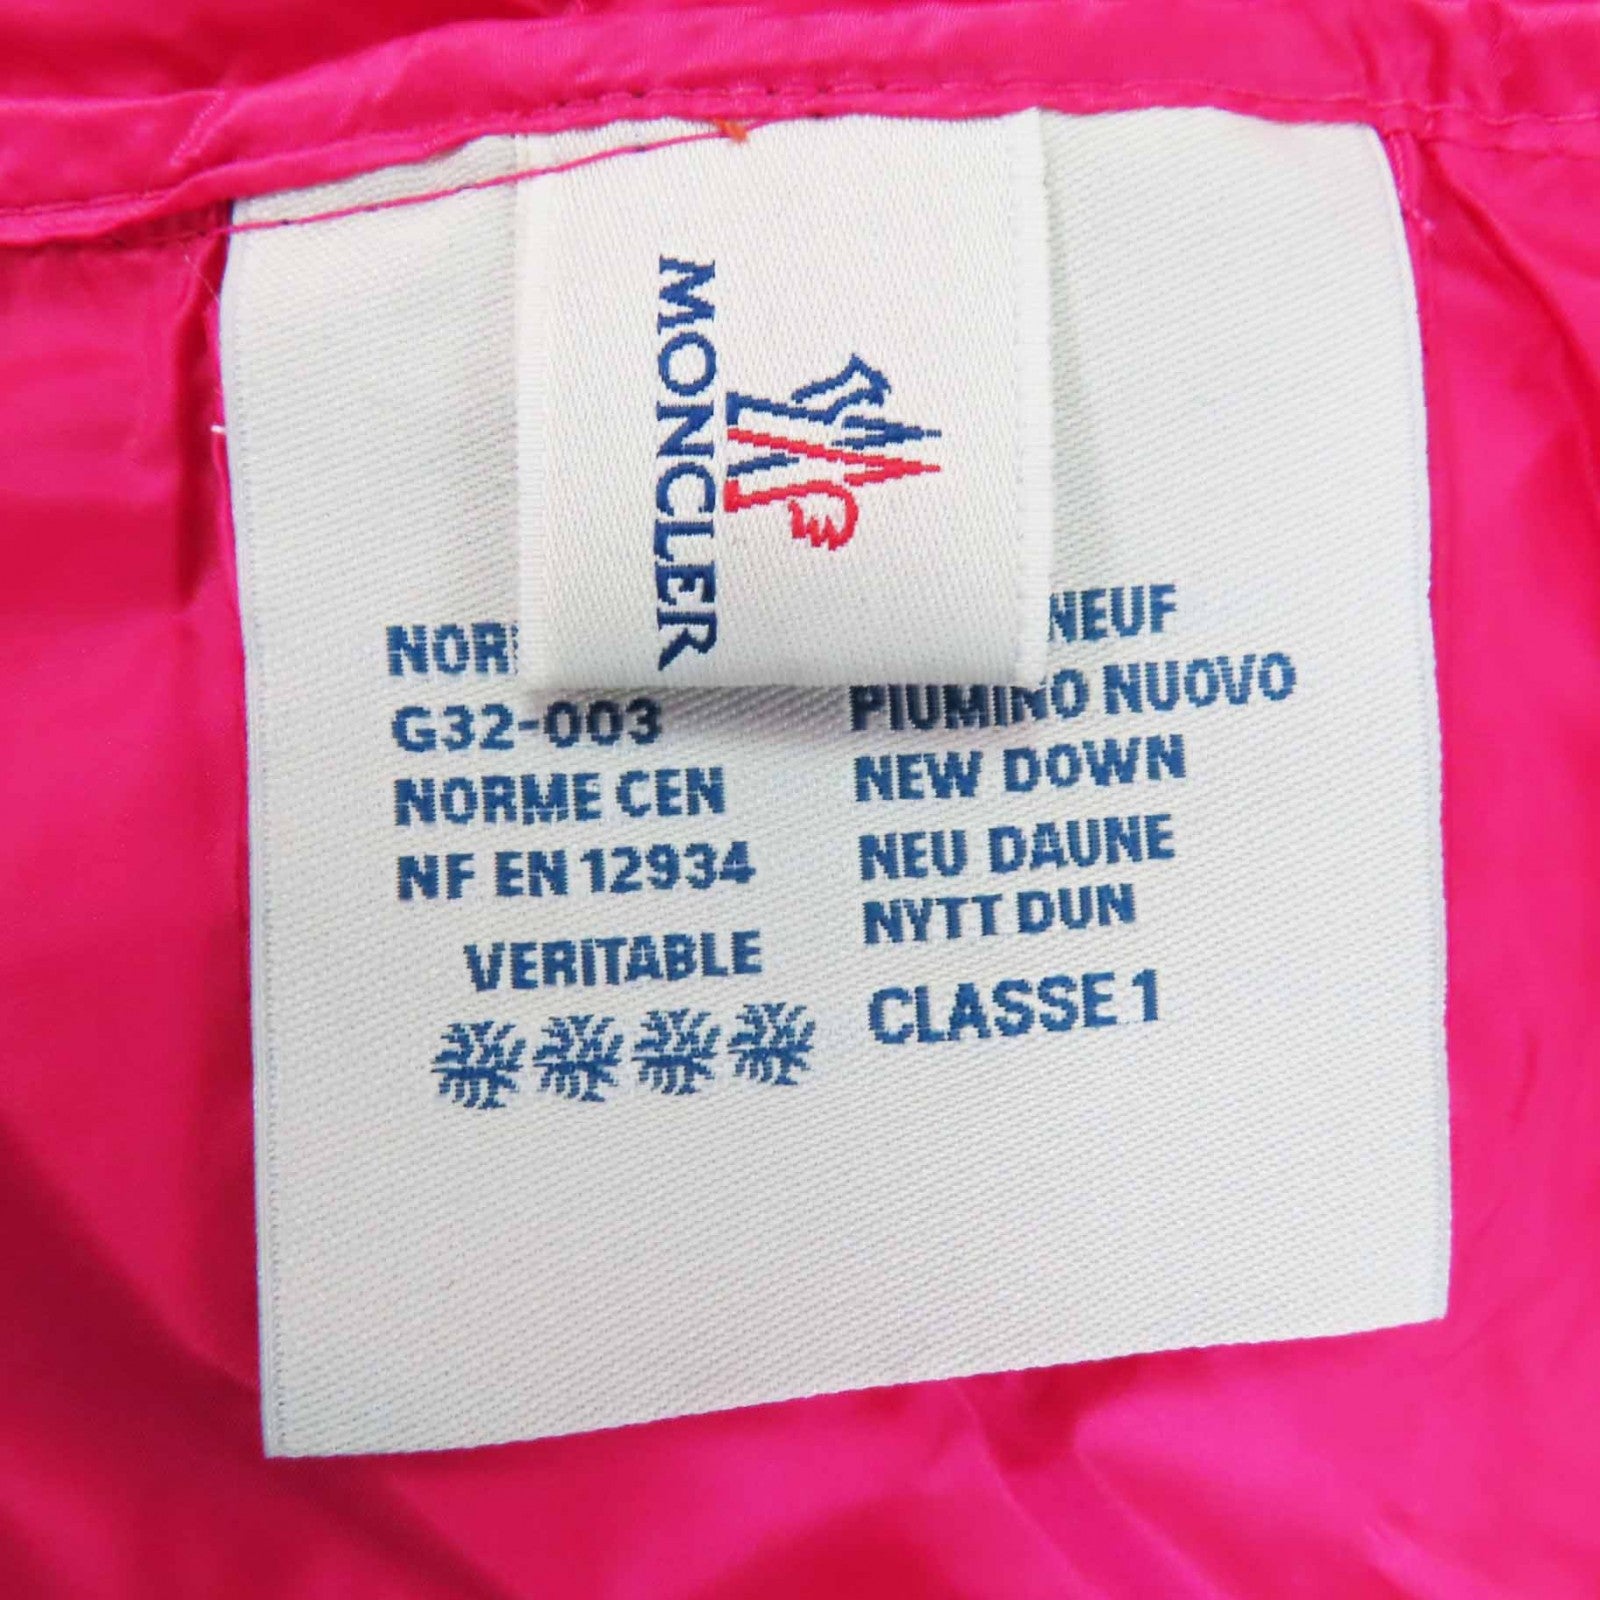 MONCLER
G32-003
NORME CEN
NF EN 12934
VERITABLE
NEUF
PIUMINO NUOVO
NEW DOWN
NEU DAUNE
NYTT DUN
CLASSE 1